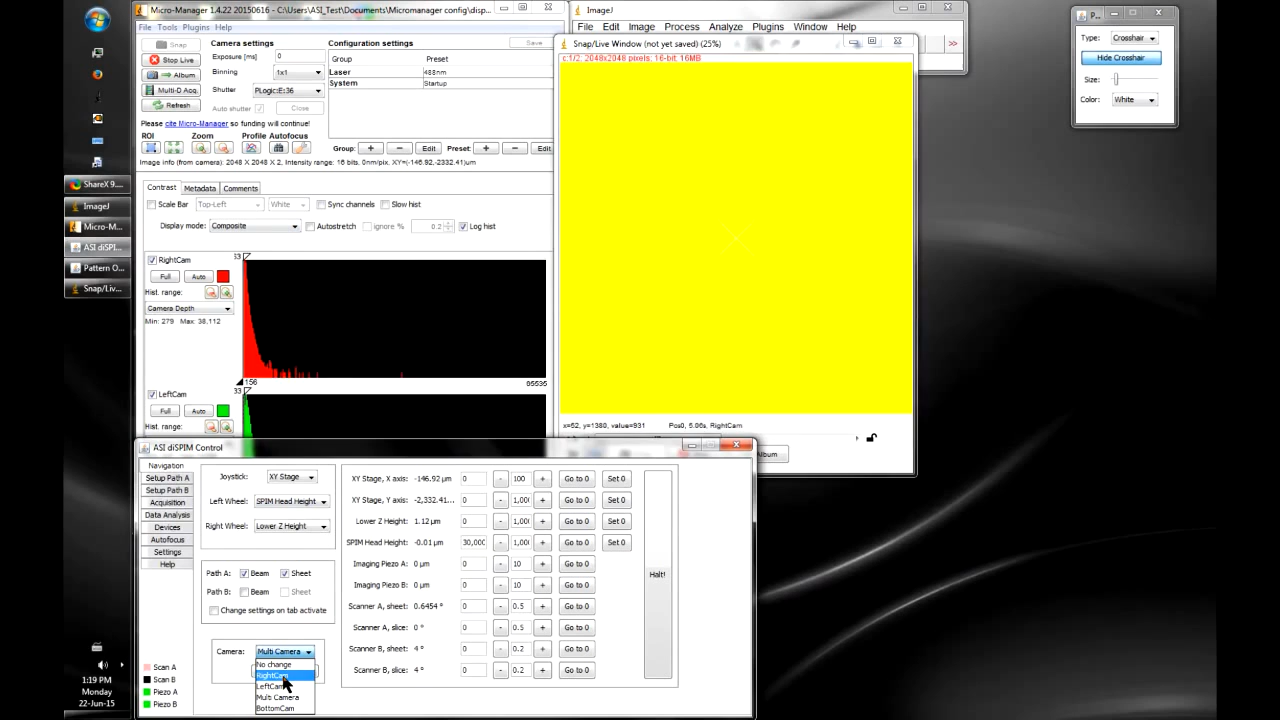 Micro-Manager 1.4.22 20150616 - C:\Users\ASI_Test\Documents\Micromanager config\disp...
File Tools Plugins Help
Snap
Stop Live
Album
Multi-D Acq.
Refresh
Camera settings
Exposure [ms] 0
Binning 1x1
Shutter PLogic:E:36
Auto shutter Close
Configuration settings
Save
Group Preset
Laser 488nm
System Startup
Please cite Micro-Manager so funding will continue!
ROI Zoom Profile Autofocus
Group: + - Edit Preset: + - Edit
Image info (from camera): 2048 X 2048 X 2, Intensity range: 16 bits, 0nm/pix, XY=(-146.92,-2332.41)um
Contrast Metadata Comments
Scale Bar Top-Left White Sync channels Slow hist
Display mode: Composite Autostretch ignore % 0.2 Log hist
RightCam
Full Auto
Hist. range:
Camera Depth
Min: 279 Max: 38,112
156 65535
LeftCam
Full Auto
Hist. range:
ImageJ
File Edit Image Process Analyze Plugins Window Help
>>
Snap/Live Window (not yet saved) (25%)
c:1/2; 2048x2048 pixels; 16-bit; 16MB
x=52, y=1380, value=931 Pos0, 5.06s, RightCam
Album
P...
Type: Crosshair
Hide Crosshair
Size:
Color: White
ShareX 9....
ImageJ
Micro-M...
ASI diSPI...
Pattern O...
Snap/Liv...
1:19 PM
Monday
22-Jun-15
ASI diSPIM Control
Navigation
Setup Path A
Setup Path B
Acquisition
Data Analysis
Devices
Autofocus
Settings
Help
Scan A
Scan B
Piezo A
Piezo B
Joystick: XY Stage
Left Wheel: SPIM Head Height
Right Wheel: Lower Z Height
Path A: Beam Sheet
Path B: Beam Sheet
Change settings on tab activate
Camera: Multi Camera
No change
RightCam
LeftCam
Multi Camera
BottomCam
XY Stage, X axis: -146.92 µm 0 - 100 + Go to 0 Set 0
XY Stage, Y axis: -2,332.41... 0 - 1,00 + Go to 0 Set 0
Lower Z Height: 1.12 µm 0 - 1,00 + Go to 0 Set 0
SPIM Head Height: -0.01 µm 30,00 - 1,00 + Go to 0 Set 0
Imaging Piezo A: 0 µm 0 - 10 + Go to 0
Imaging Piezo B: 0 µm 0 - 10 + Go to 0
Scanner A, sheet: 0.6454 ° 0 - 0.5 + Go to 0
Scanner A, slice: 0 ° 0 - 0.5 + Go to 0
Scanner B, sheet: 4 ° 0 - 0.2 + Go to 0
Scanner B, slice: 4 ° 0 - 0.2 + Go to 0
Halt!